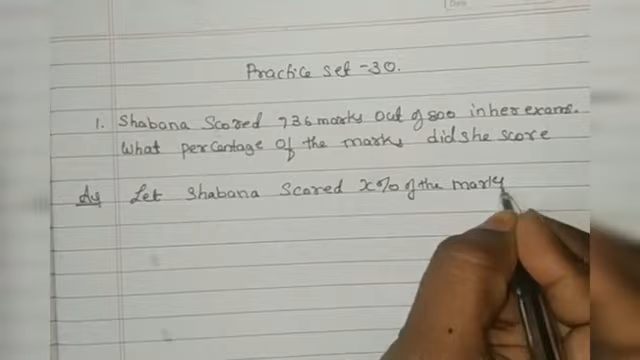 Practice Set - 30.
1. Shabana Scored 736 marks out of 800 in her exams.
What percentage of the marks did she score
Let Shabana Scored x% of the marks